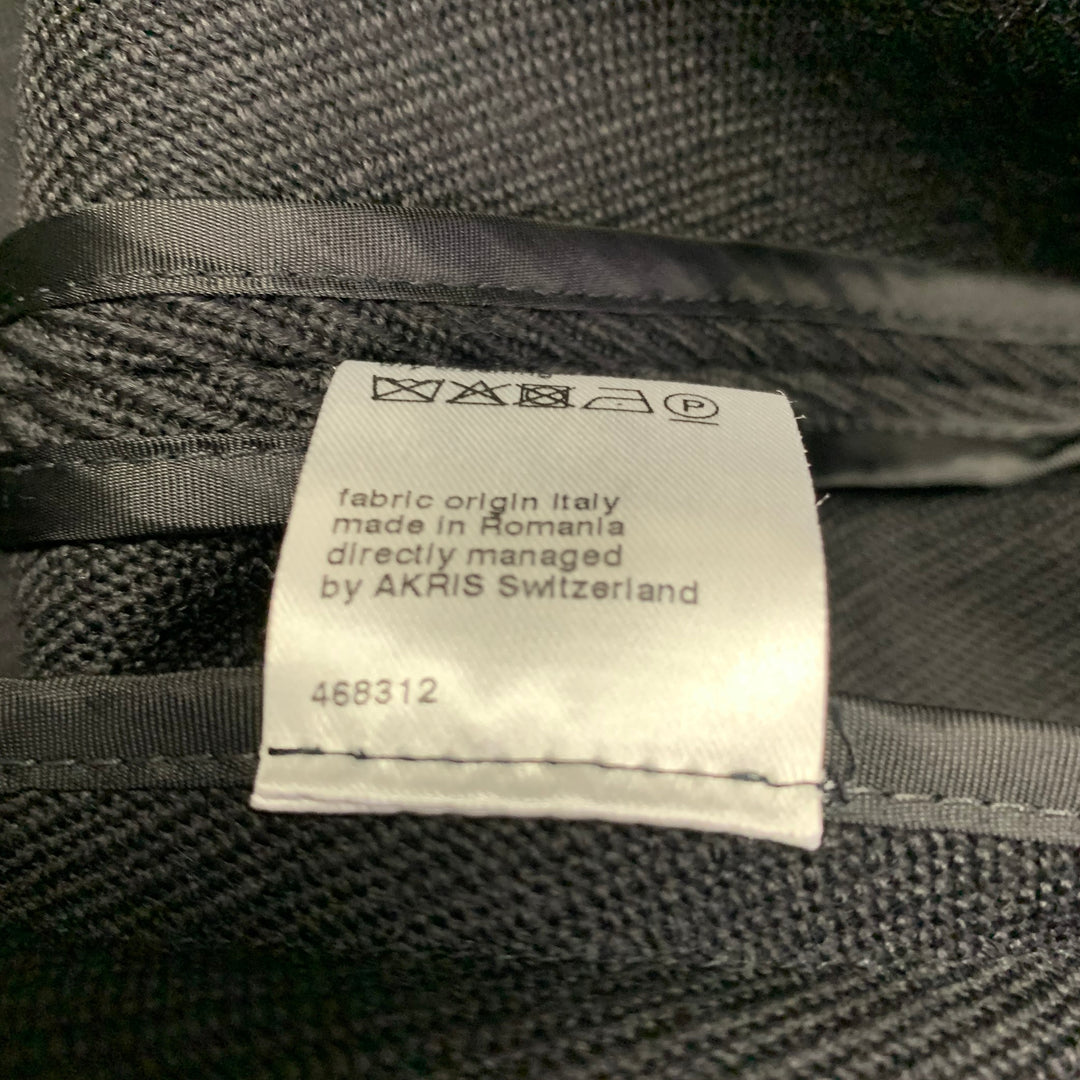 P
fabric origin Italy
made in Romania
directly managed
by AKRIS Switzerland
468312